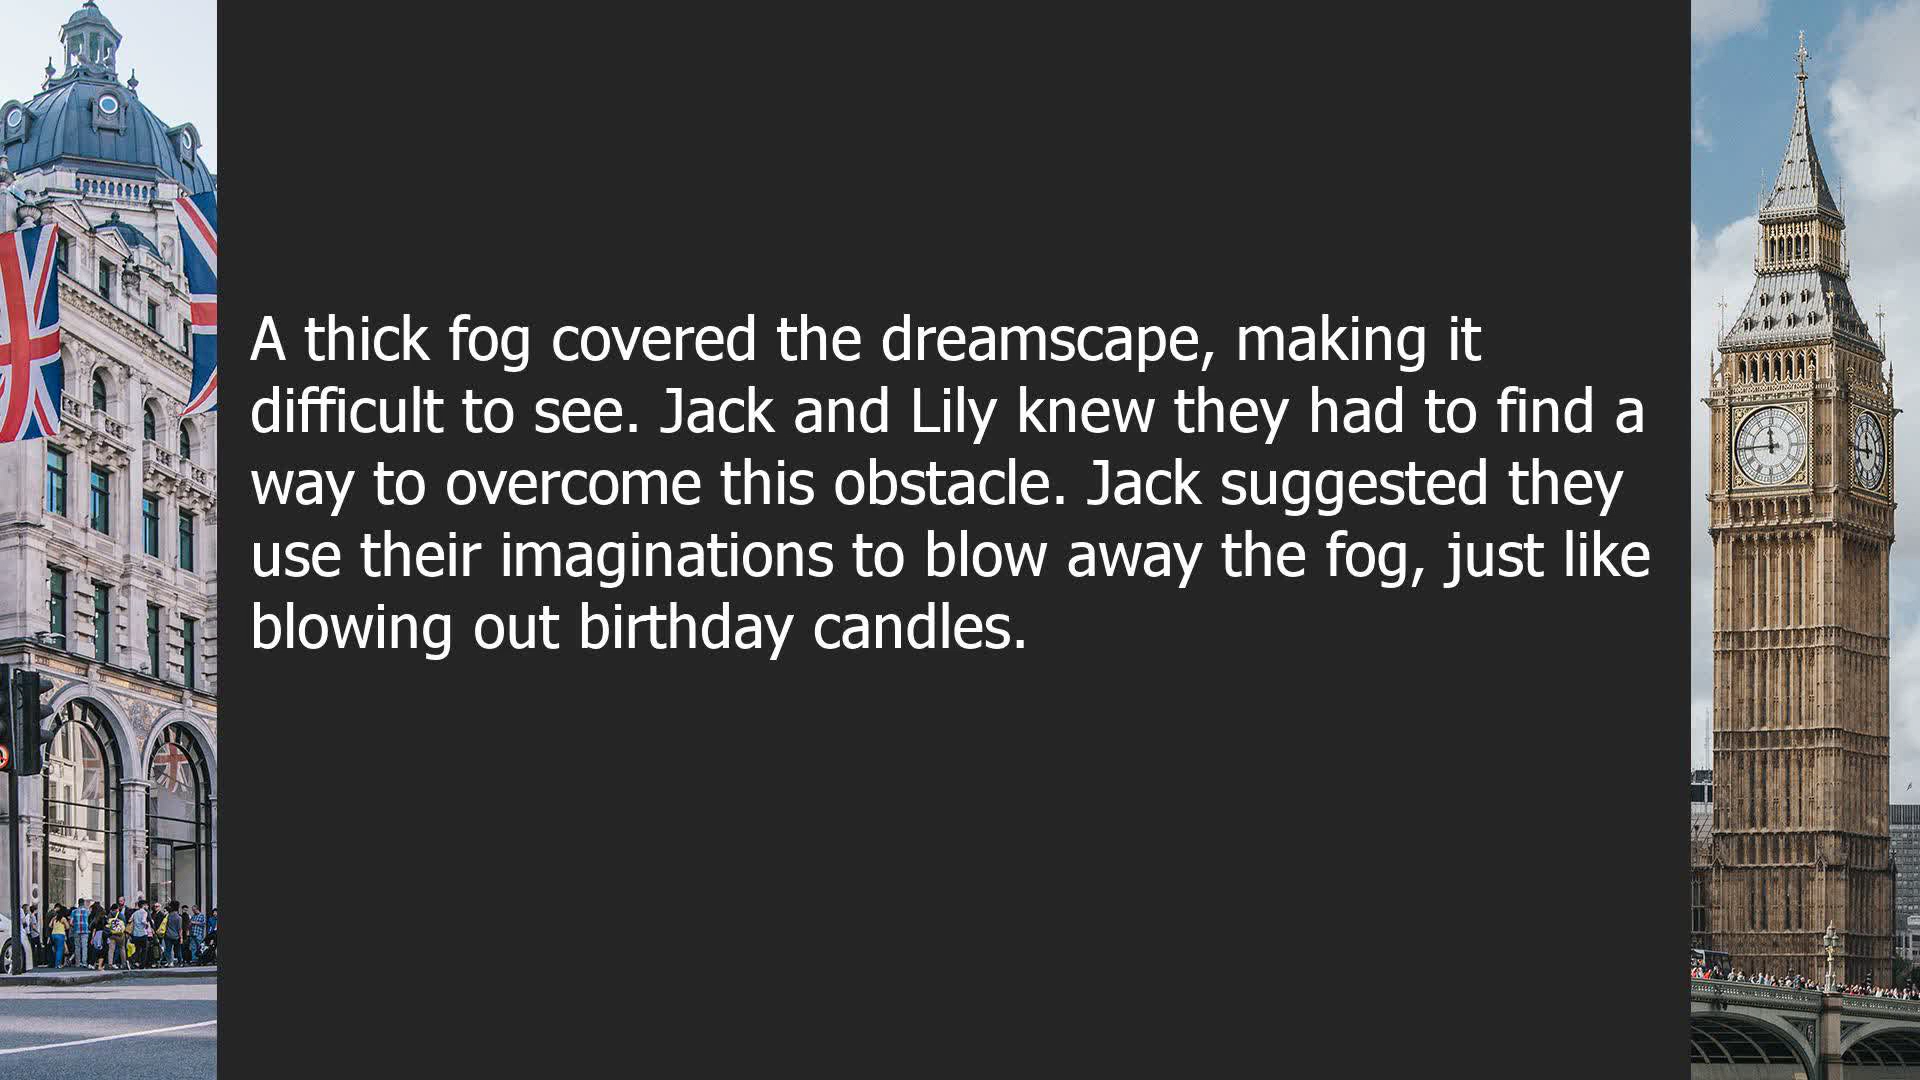 A thick fog covered the dreamscape, making it
difficult to see. Jack and Lily knew they had to find a
way to overcome this obstacle. Jack suggested they
use their imaginations to blow away the fog, just like
blowing out birthday candles.